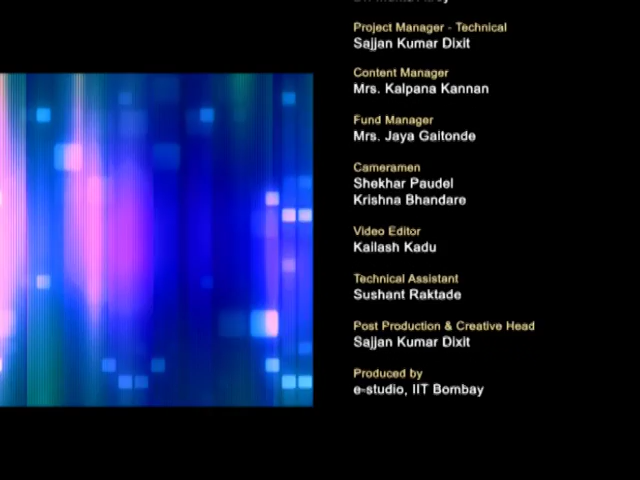 Project Manager - Technical
Sajjan Kumar Dixit
Content Manager
Mrs. Kalpana Kannan
Fund Manager
Mrs. Jaya Gaitonde
Cameramen
Shekhar Paudel
Krishna Bhandare
Video Editor
Kailash Kadu
Technical Assistant
Sushant Raktade
Post Production & Creative Head
Sajjan Kumar Dixit
Produced by
e-studio, IIT Bombay